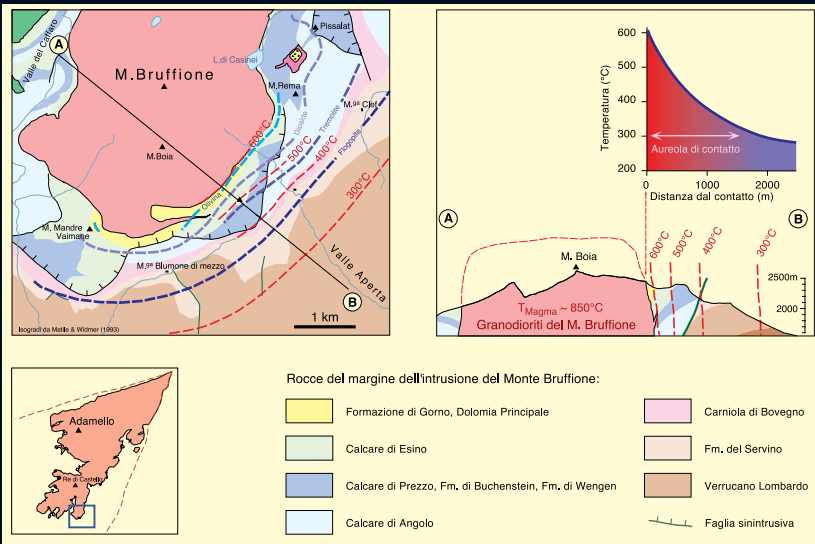 A
Valle del Caffaro
L.di Casinei
Pissalat
M.Bruffione
M.Rema
M.ga Clef
M.Boia
Diopside
Tremolite
Flogopite
Olivina
600°C
500°C
400°C
300°C
M. Mandre
Vaimane
M.ga Blumone di mezzo
Valle Aperta
B
1 km
Isogradi da Matile & Widmer (1993)
Temperatura (°C)
600
500
400
300
200
Aureola di contatto
0
1000
2000
Distanza dal contatto (m)
A
B
600°C
500°C
400°C
300°C
M. Boia
TMagma ~ 850°C
Granodioriti del M. Bruffione
2500m
2000
Adamello
Re di Castello
Rocce del margine dell'intrusione del Monte Bruffione:
Formazione di Gorno, Dolomia Principale
Calcare di Esino
Calcare di Prezzo, Fm. di Buchenstein, Fm. di Wengen
Calcare di Angolo
Carniola di Bovegno
Fm. del Servino
Verrucano Lombardo
Faglia sinintrusiva